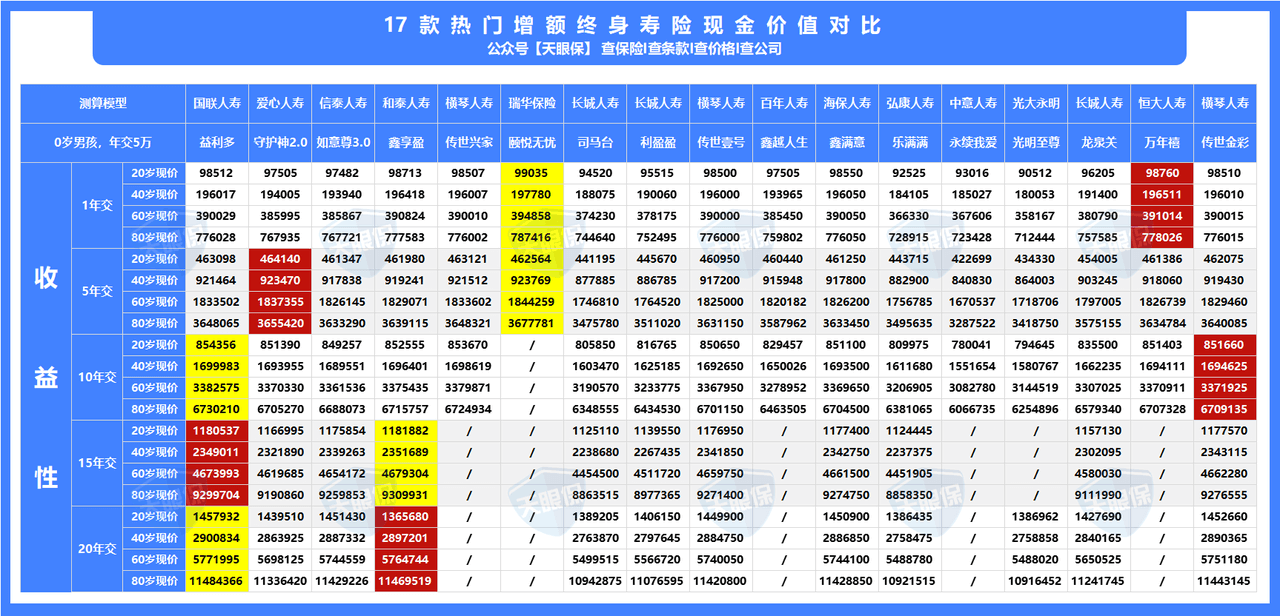 17 款 热 门 增 额 终 身 寿 险 现 金 价 值 对 比
公众号【天眼保】 查保险I查条款I查价格I查公司
测算模型 国联人寿 爱心人寿 信泰人寿 和泰人寿 横琴人寿 瑞华保险 长城人寿 长城人寿 横琴人寿 百年人寿 海保人寿 弘康人寿 中意人寿 光大永明 长城人寿 恒大人寿 横琴人寿
0岁男孩，年交5万 益利多 守护神2.0 如意尊3.0 鑫享盈 传世兴家 颐悦无忧 司马台 利盈盈 传世壹号 鑫越人生 鑫满意 乐满满 永续我爱 光明至尊 龙泉关 万年禧 传世金彩
收益性
1年交
20岁现价 98512 97505 97482 98713 98507 99035 94520 95515 98500 97505 98550 92525 93016 90512 96205 98760 98510
40岁现价 196017 194005 193940 196418 196007 197780 188075 190060 196000 193965 196050 184105 185027 180053 191400 196511 196010
60岁现价 390029 385995 385867 390824 390010 394858 374230 378175 390000 385450 390050 366330 367606 358167 380790 391014 390015
80岁现价 776028 767935 767721 777583 776002 787416 744640 752495 776000 759802 776050 728915 723428 712444 757585 778026 776015
5年交
20岁现价 463098 464140 461347 461980 463121 462564 441195 445670 460950 460440 461250 443715 422699 434330 454005 461386 462075
40岁现价 921464 923470 917838 919241 921512 923769 877885 886785 917200 915948 917800 882900 840830 864003 903245 918060 919430
60岁现价 1833502 1837355 1826145 1829071 1833602 1844259 1746810 1764520 1825000 1820182 1826200 1756785 1670537 1718706 1797005 1826739 1829460
80岁现价 3648065 3655420 3633290 3639115 3648321 3677781 3475780 3511020 3631150 3587962 3633450 3495635 3287522 3418750 3575155 3634784 3640085
10年交
20岁现价 854356 851390 849257 852555 853670 / 805850 816765 850650 829457 851100 809975 780041 794645 835500 851403 851660
40岁现价 1699983 1693955 1689551 1696401 1698619 / 1603470 1625185 1692650 1650026 1693500 1611680 1551654 1580767 1662235 1694111 1694625
60岁现价 3382575 3370330 3361536 3375435 3379871 / 3190570 3233775 3367950 3278952 3369650 3206905 3082780 3144519 3307025 3370911 3371925
80岁现价 6730210 6705270 6688073 6715757 6724934 / 6348555 6434530 6701150 6463505 6704500 6381065 6066735 6254896 6579340 6707328 6709135
15年交
20岁现价 1180537 1166995 1175854 1181882 / / 1125110 1139550 1176950 / 1177400 1124445 / / 1157130 / 1177570
40岁现价 2349011 2321890 2339263 2351689 / / 2238680 2267435 2341850 / 2342750 2237375 / / 2302095 / 2343115
60岁现价 4673993 4619685 4654172 4679304 / / 4454500 4511720 4659750 / 4661500 4451905 / / 4580030 / 4662280
80岁现价 9299704 9190860 9259853 9309931 / / 8863515 8977365 9271400 / 9274750 8858350 / / 9111990 / 9276555
20年交
20岁现价 1457932 1439510 1451430 1365680 / / 1389205 1406150 1449900 / 1450900 1386435 / 1386962 1427690 / 1452660
40岁现价 2900834 2863925 2887332 2897201 / / 2763870 2797645 2884750 / 2886850 2758475 / 2758858 2840165 / 2890365
60岁现价 5771995 5698125 5744559 5764744 / / 5499515 5566720 5740050 / 5744100 5488780 / 5488020 5650525 / 5751180
80岁现价 11484366 11336420 11429226 11469519 / / 10942875 11076595 11420800 / 11428850 10921515 / 10916452 11241745 / 11443145